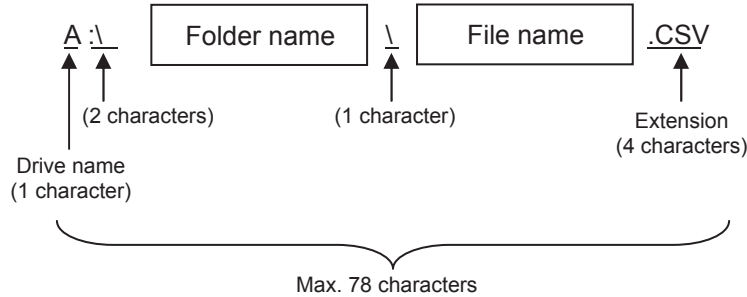 A :\ Folder name \ File name .CSV
(2 characters) (1 character) Extension
(4 characters)
Drive name
(1 character)
Max. 78 characters